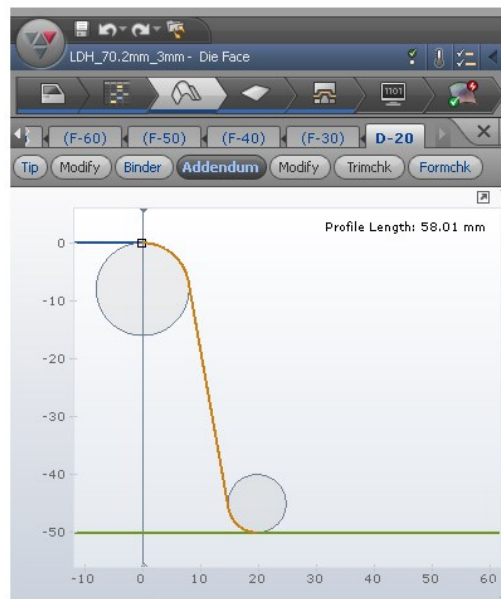 LDH_70.2mm_3mm - Die Face
1101
(F-60) (F-50) (F-40) (F-30) D-20
Tip Modify Binder Addendum Modify Trimchk Formchk
Profile Length: 58.01 mm
0
-10
-20
-30
-40
-50
-10 0 10 20 30 40 50 60